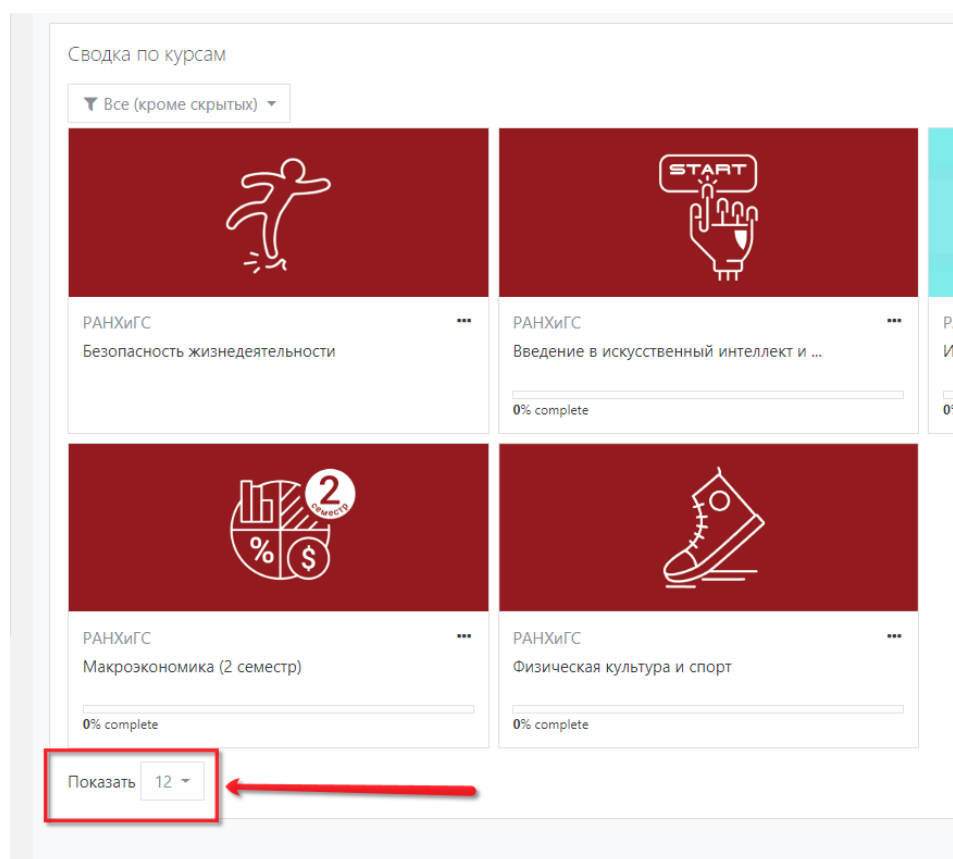 Сводка по курсам
Все (кроме скрытых)
START
РАНХиГС
Безопасность жизнедеятельности
РАНХиГС
Введение в искусственный интеллект и ...
0% complete
Р
И
0%
2
семестр
%
$
РАНХиГС
Макроэкономика (2 семестр)
0% complete
РАНХиГС
Физическая культура и спорт
0% complete
Показать 12